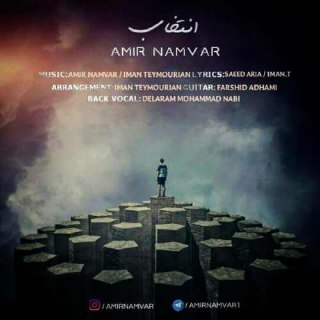 انتخاب
AMIR NAMVAR
MUSIC:AMIR NAMVAR / IMAN TEYMOURIAN LYRICS:SAEED ARIA / IMAN.T
ARRANGEMENT: IMAN TEYMOURIAN GUITAR: FARSHID ADHAMI
BACK VOCAL: DELARAM MOHAMMAD NABI
/AMIRNAMVAR
/AMIRNAMVAR1